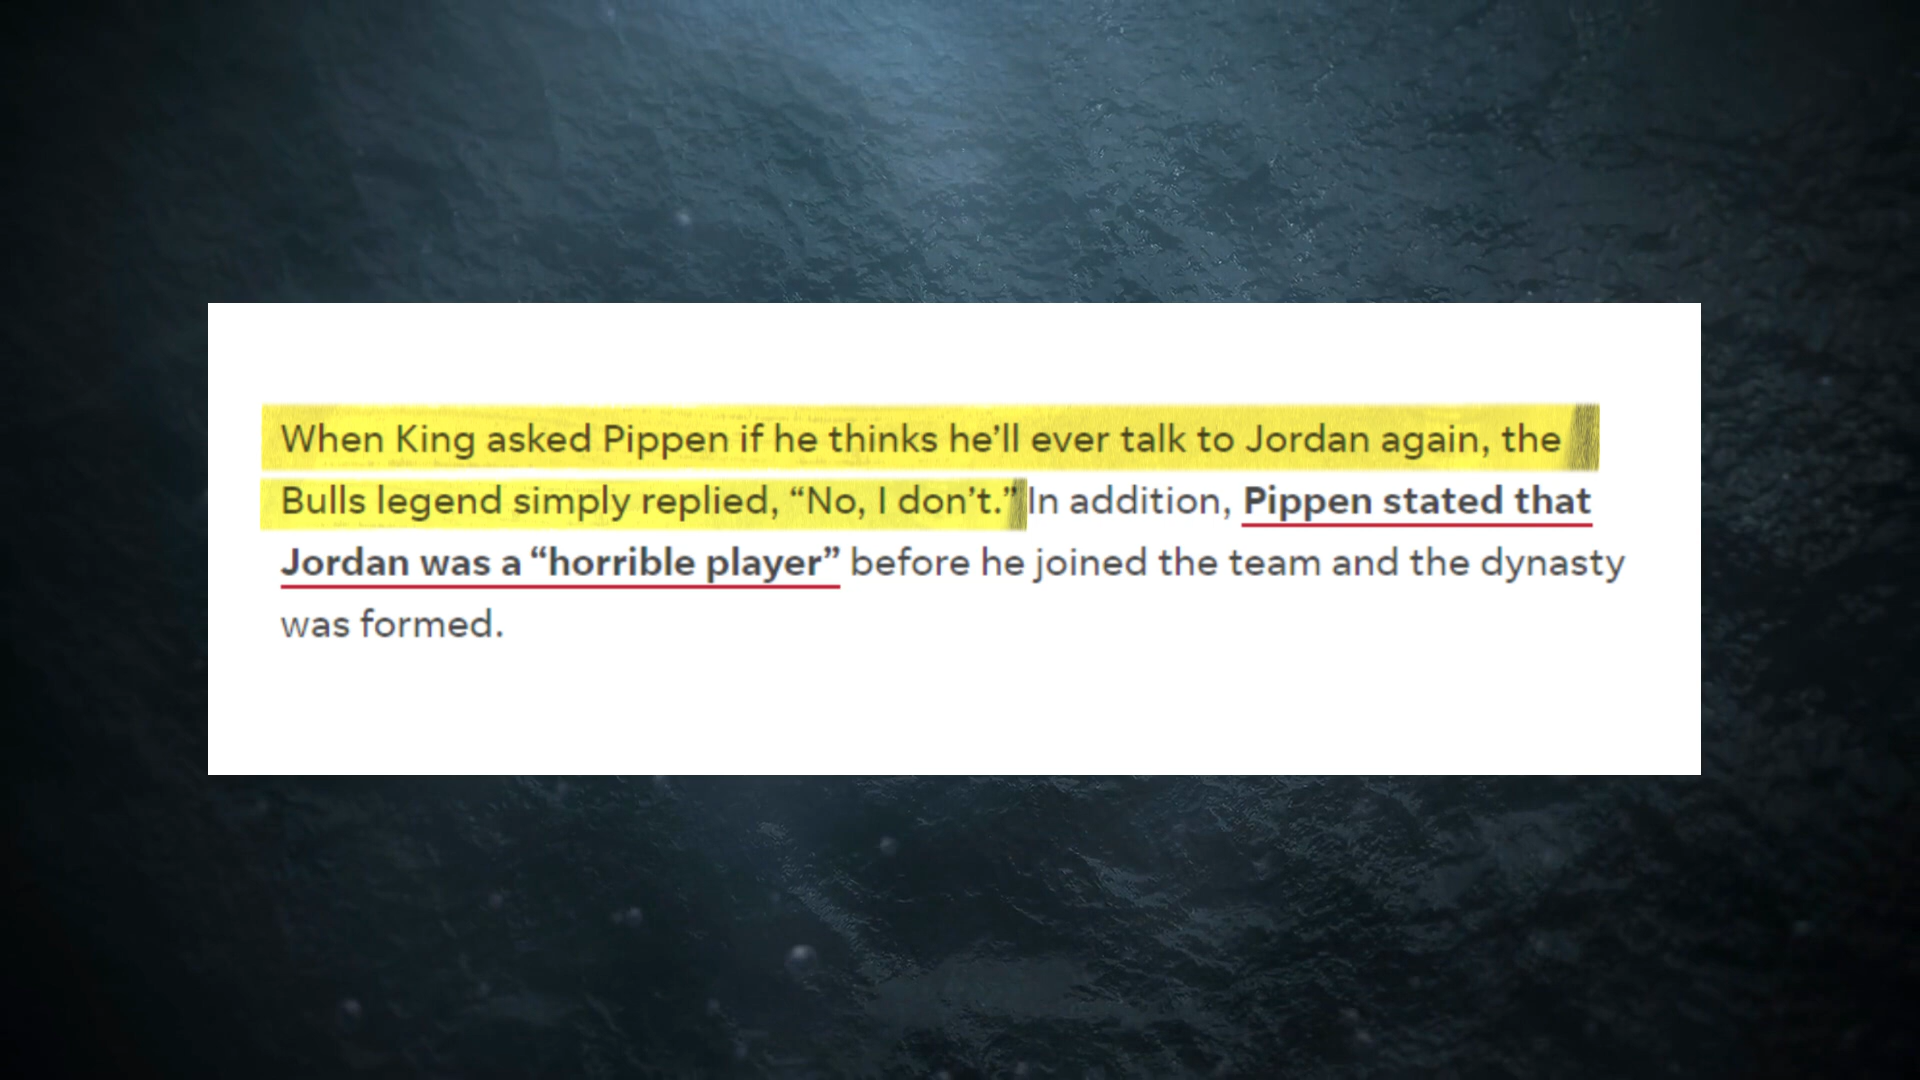 When King asked Pippen if he thinks he’ll ever talk to Jordan again, the
Bulls legend simply replied, “No, I don’t.” In addition, Pippen stated that
Jordan was a “horrible player” before he joined the team and the dynasty
was formed.